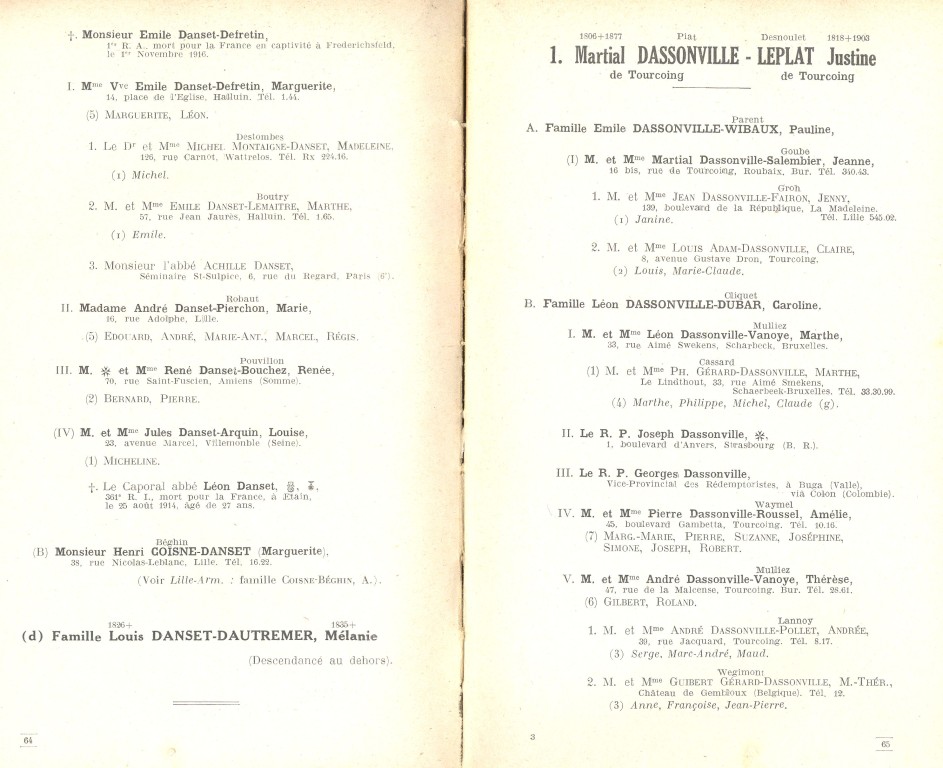 †. Monsieur Emile Danset-Defretin,
1er R. A., mort pour la France en captivité à Frederichsfeld,
le 1er Novembre 1916.
I. Mme Vve Emile Danset-Defretin, Marguerite,
14, place de l'Eglise, Halluin. Tél. 1.44.
(5) MARGUERITE, LÉON.
Deslombes
1. Le Dr et Mme MICHEL MONTAIGNE-DANSET, MADELEINE,
126, rue Carnot, Wattrelos. Tél. Rx 224.16.
(1) Michel.
Boutry
2. M. et Mme EMILE DANSET-LEMAITRE, MARTHE,
57, rue Jean Jaurès, Halluin. Tél. 1.65.
(1) Emile.
3. Monsieur l'abbé ACHILLE DANSET,
Séminaire St-Sulpice, 6, rue du Regard, Paris (6e).
Robaut
II. Madame André Danset-Pierchon, Marie,
16, rue Adolphe, Lille.
(5) EDOUARD, ANDRÉ, MARIE-ANT., MARCEL, RÉGIS.
Pouvillon
III. M. et Mme René Danset-Bouchez, Renée,
70, rue Saint-Fuscien, Amiens (Somme).
(2) BERNARD, PIERRE.
(IV) M. et Mme Jules Danset-Arquin, Louise,
23, avenue Marcel, Villemonble (Seine).
(1) MICHELINE.
†. Le Caporal abbé Léon Danset,
361e R. I., mort pour la France, à Etain,
le 25 août 1914, âgé de 27 ans.
Béghin
(B) Monsieur Henri COISNE-DANSET (Marguerite),
38, rue Nicolas-Leblanc, Lille. Tél. 16.22.
(Voir Lille-Arm. : famille COISNE-BÉGHIN, A.).
1826+ 1835+
(d) Famille Louis DANSET-DAUTREMER, Mélanie
(Descendance au dehors).
64
1806+1877 Piat Desnoulet 1818+1903
1. Martial DASSONVILLE - LEPLAT Justine
de Tourcoing de Tourcoing
Parent
A. Famille Emile DASSONVILLE-WIBAUX, Pauline,
Goube
(I) M. et Mme Martial Dassonville-Salembier, Jeanne,
16 bis, rue de Tourcoing, Roubaix, Bur. Tél. 340.43.
Groh
1. M. et Mme JEAN DASSONVILLE-FAIRON, JENNY,
139, boulevard de la République, La Madeleine.
(1) Janine. Tél. Lille 545.02.
2. M. et Mme LOUIS ADAM-DASSONVILLE, CLAIRE,
8, avenue Gustave Dron, Tourcoing.
(2) Louis, Marie-Claude.
Cliquet
B. Famille Léon DASSONVILLE-DUBAR, Caroline.
Mulliez
I. M. et Mme Léon Dassonville-Vanoye, Marthe,
33, rue Aimé Swekens, Scharbeck, Bruxelles.
Cassard
(1) M. et Mme PH. GÉRARD-DASSONVILLE, MARTHE,
Le Lindthout, 33, rue Aimé Smekens,
Schaerbeek-Bruxelles. Tél. 33.30.99.
(4) Marthe, Philippe, Michel, Claude (g).
II. Le R. P. Joseph Dassonville,
1, boulevard d'Anvers, Strasbourg (B. R.).
III. Le R. P. Georges Dassonville,
Vice-Provincial des Rédemptoristes, à Buga (Valle),
via Colon (Colombie).
Waymel
IV. M. et Mme Pierre Dassonville-Roussel, Amélie,
45, boulevard Gambetta, Tourcoing. Tél. 10.16.
(7) MARG.-MARIE, PIERRE, SUZANNE, JOSÉPHINE,
SIMONE, JOSEPH, ROBERT.
Mulliez
V. M. et Mme André Dassonville-Vanoye, Thérèse,
47, rue de la Malcense, Tourcoing. Bur. Tél. 28.61.
(6) GILBERT, ROLAND.
Lannoy
1. M. et Mme ANDRÉ DASSONVILLE-POLLET, ANDRÉE,
39, rue Jacquard, Tourcoing. Tél. 8.17.
(3) Serge, Marc-André, Maud.
Wegimont
2. M. et Mme GUIBERT GÉRARD-DASSONVILLE, M.-THÉR.,
Château de Gembloux (Belgique). Tél. 12.
(3) Anne, Françoise, Jean-Pierre.
3
65